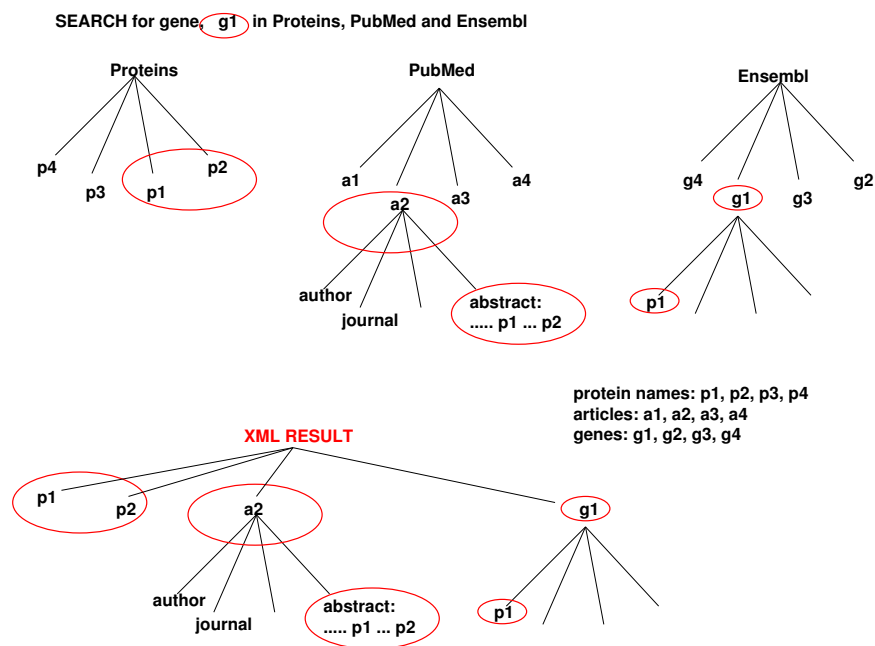 SEARCH for gene, g1 in Proteins, PubMed and Ensembl
Proteins
PubMed
Ensembl
p4
p3
p1
p2
a1
a2
a3
a4
g4
g1
g3
g2
author
journal
abstract:
..... p1 ... p2
p1
protein names: p1, p2, p3, p4
articles: a1, a2, a3, a4
genes: g1, g2, g3, g4
XML RESULT
p1
p2
a2
g1
author
journal
abstract:
..... p1 ... p2
p1